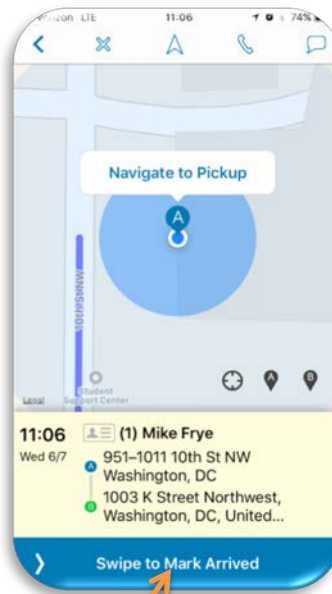 LTE 11:06 74%
Navigate to Pickup
A
10th St NW
Student
Support Center
Legal
A B
11:06 (1) Mike Frye
Wed 6/7 A 951–1011 10th St NW
Washington, DC
B 1003 K Street Northwest,
Washington, DC, United...
Swipe to Mark Arrived